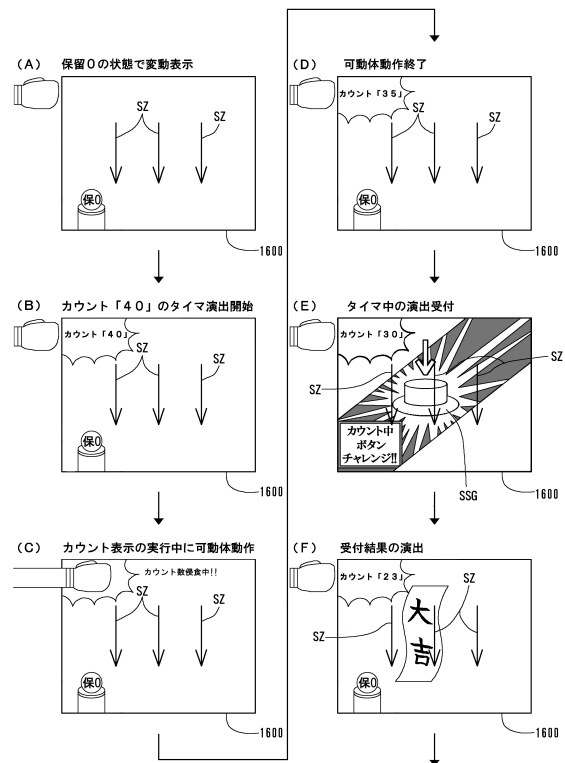 (A) 保留0の状態で変動表示
SZ
SZ
保0
1600
(B) カウント「40」のタイマ演出開始
カウント「40」
SZ
SZ
保0
1600
(C) カウント表示の実行中に可動体動作
カウント数侵食中!!
SZ
SZ
保0
1600
(D) 可動体動作終了
カウント「35」
SZ
SZ
保0
1600
(E) タイマ中の演出受付
カウント「30」
SZ
SZ
カウント中
ボタン
チャレンジ!!
SSG
1600
(F) 受付結果の演出
カウント「23」
SZ
SZ
大
吉
保0
1600